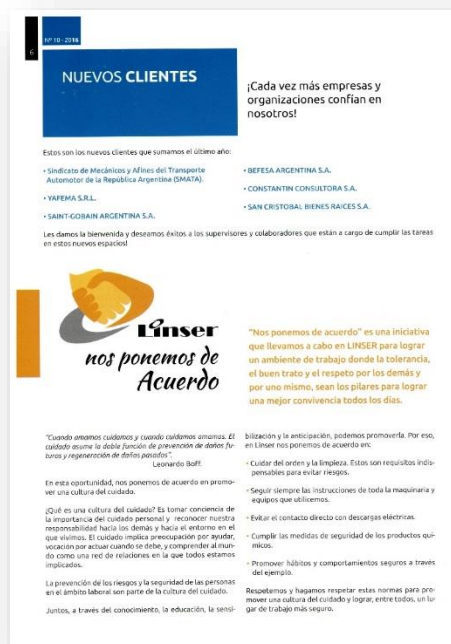 Nº 10 - 2016
6
NUEVOS CLIENTES
¡Cada vez más empresas y
organizaciones confían en
nosotros!
Estos son los nuevos clientes que sumamos el último año:
• Sindicato de Mecánicos y Afines del Transporte
Automotor de la República Argentina (SMATA).
• YAFEMA S.R.L.
• SAINT-GOBAIN ARGENTINA S.A.
• BEFESA ARGENTINA S.A.
• CONSTANTIN CONSULTORA S.A.
• SAN CRISTOBAL BIENES RAICES S.A.
Les damos la bienvenida y deseamos éxitos a los supervisores y colaboradores que están a cargo de cumplir las tareas
en estos nuevos espacios!
Linser
nos ponemos de
Acuerdo
"Nos ponemos de acuerdo" es una iniciativa
que llevamos a cabo en LINSER para lograr
un ambiente de trabajo donde la tolerancia,
el buen trato y el respeto por los demás y
por uno mismo, sean los pilares para lograr
una mejor convivencia todos los días.
"Cuando amamos cuidamos y cuando cuidamos amamos. El
cuidado asume la doble función de prevención de daños fu-
turos y regeneración de daños pasados".
Leonardo Boff.
En esta oportunidad, nos ponemos de acuerdo en promo-
ver una cultura del cuidado.
¿Qué es una cultura del cuidado? Es tomar conciencia de
la importancia del cuidado personal y reconocer nuestra
responsabilidad hacia los demás y hacia el entorno en el
que vivimos. El cuidado implica preocupación por ayudar,
vocación por actuar cuando se debe, y comprender al mun-
do como una red de relaciones en la que todos estamos
implicados.
La prevención de los riesgos y la seguridad de las personas
en el ámbito laboral son parte de la cultura del cuidado.
Juntos, a través del conocimiento, la educación, la sensi-
bilización y la anticipación, podemos promoverla. Por eso,
en Linser nos ponemos de acuerdo en:
• Cuidar del orden y la limpieza. Estos son requisitos indis-
pensables para evitar riesgos.
• Seguir siempre las instrucciones de toda la maquinaria y
equipos que utilicemos.
• Evitar el contacto directo con descargas eléctricas.
• Cumplir las medidas de seguridad de los productos quí-
micos.
• Promover hábitos y comportamientos seguros a través
del ejemplo.
Respetemos y hagamos respetar estas normas para pro-
mover una cultura del cuidado y lograr, entre todos, un lu-
gar de trabajo más seguro.